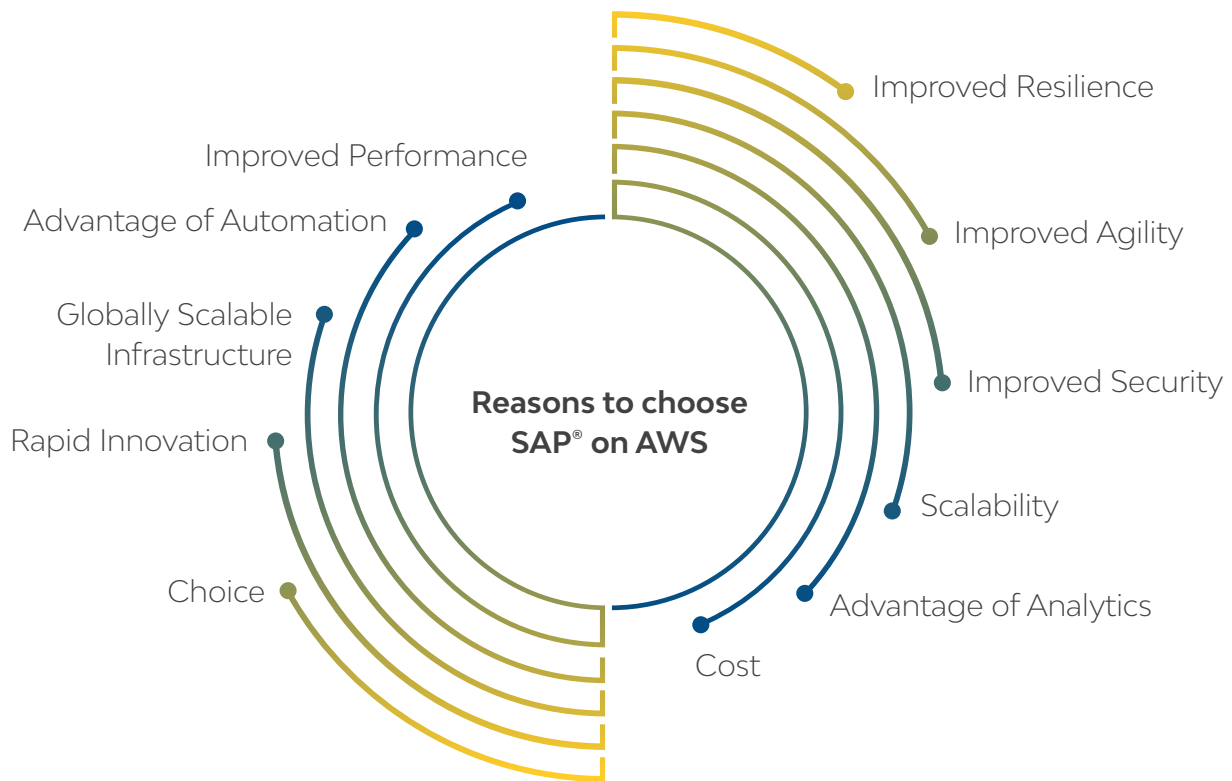 Reasons to choose
SAP® on AWS
Improved Resilience
Improved Agility
Improved Security
Scalability
Advantage of Analytics
Cost
Improved Performance
Advantage of Automation
Globally Scalable
Infrastructure
Rapid Innovation
Choice